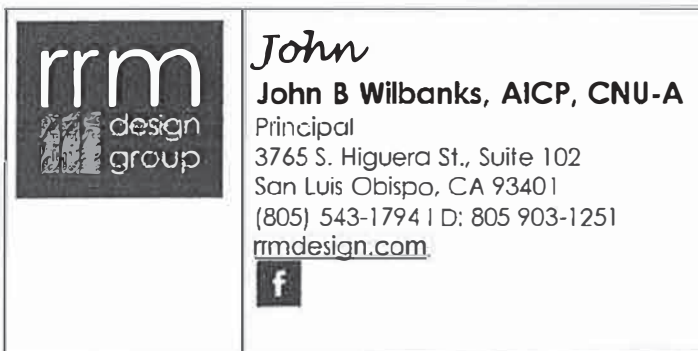 rrm
design
group
John
John B Wilbanks, AICP, CNU-A
Principal
3765 S. Higuera St., Suite 102
San Luis Obispo, CA 93401
(805) 543-1794 | D: 805 903-1251
rrmdesign.com
f